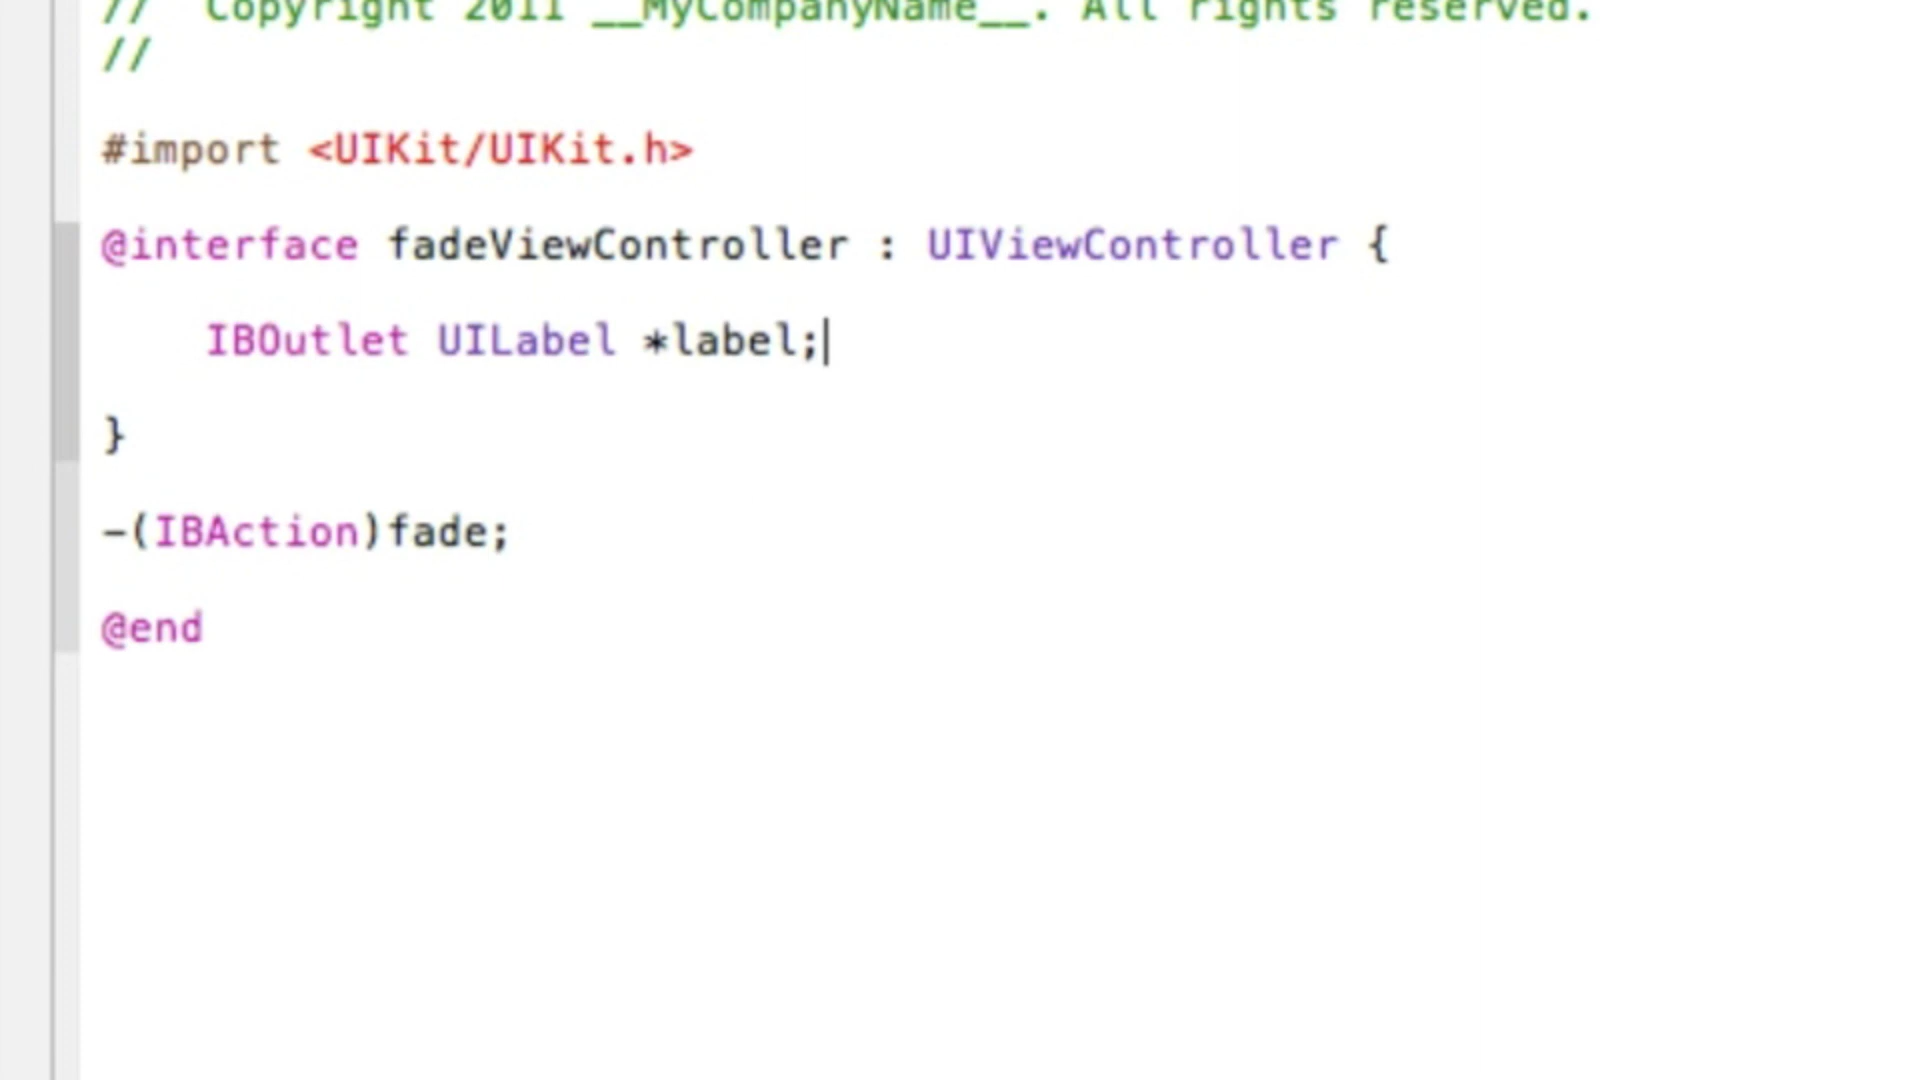 // Copyright 2011 __MyCompanyName__. All rights reserved.
//
#import <UIKit/UIKit.h>
@interface fadeViewController : UIViewController {
IBOutlet UILabel *label;
}
-(IBAction)fade;
@end